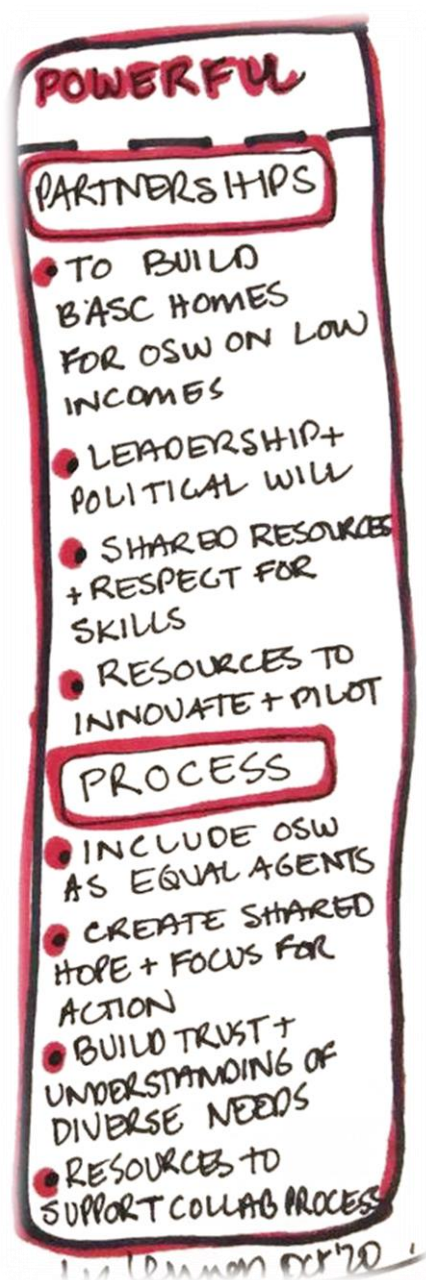 POWERFUL
PARTNERSHIPS
TO BUILD
BASC HOMES
FOR OSW ON LOW
INCOMES
LEADERSHIP+
POLITICAL WILL
SHARED RESOURCES
+ RESPECT FOR
SKILLS
RESOURCES TO
INNOVATE + PILOT
PROCESS
INCLUDE OSW
AS EQUAL AGENTS
CREATE SHARED
HOPE + FOCUS FOR
ACTION
BUILD TRUST +
UNDERSTANDING OF
DIVERSE NEEDS
RESOURCES TO
SUPPORT COLLAB PROCESS
oct '20